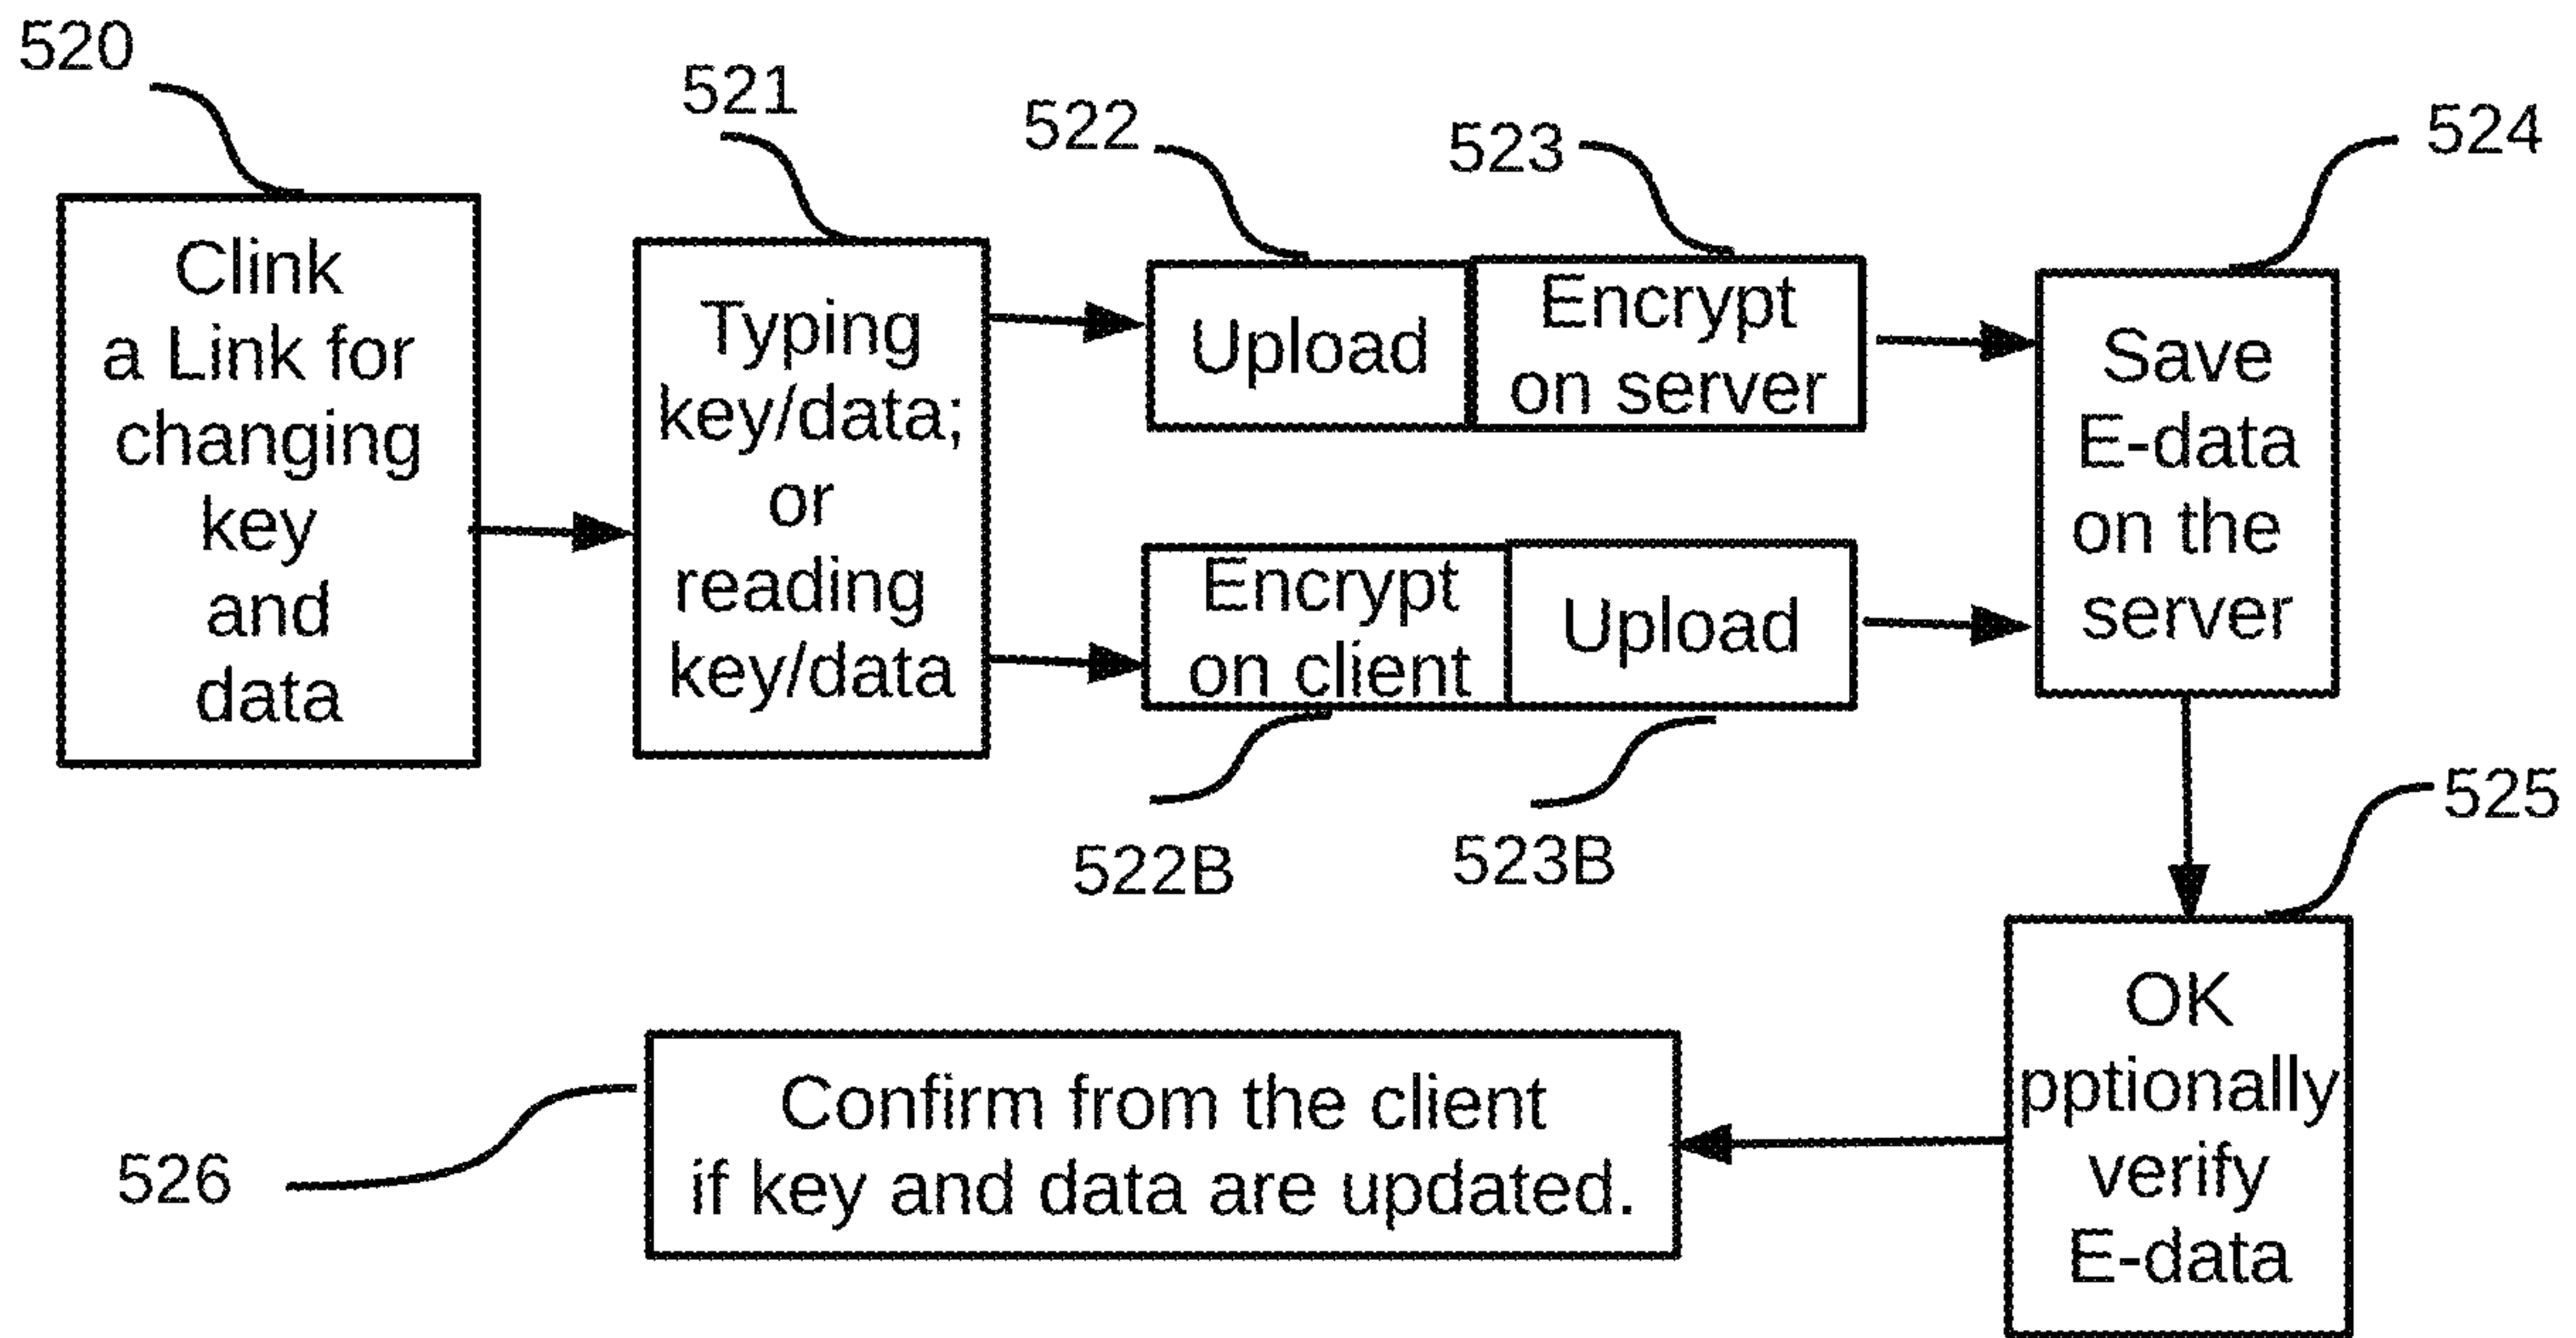 520
Clink
a Link for
changing
key
and
data
521
Typing
key/data;
or
reading
key/data
522
Upload
523
Encrypt
on server
Encrypt
on client
522B
Upload
523B
524
Save
E-data
on the
server
525
OK
pptionally
verify
E-data
526
Confirm from the client
if key and data are updated.